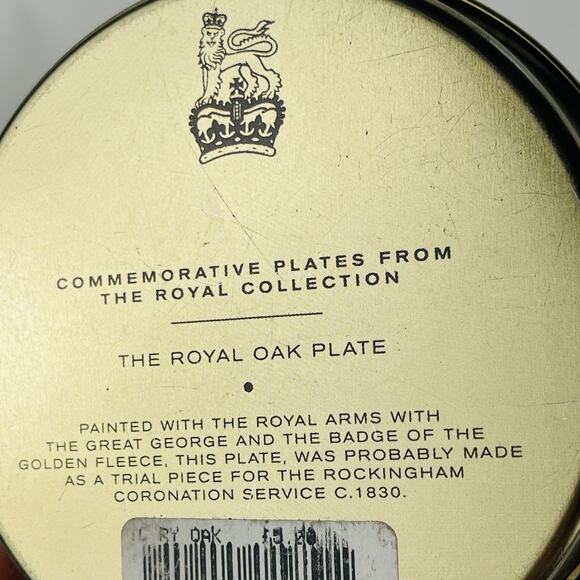 COMMEMORATIVE PLATES FROM
THE ROYAL COLLECTION
THE ROYAL OAK PLATE
PAINTED WITH THE ROYAL ARMS WITH
THE GREAT GEORGE AND THE BADGE OF THE
GOLDEN FLEECE, THIS PLATE, WAS PROBABLY MADE
AS A TRIAL PIECE FOR THE ROCKINGHAM
CORONATION SERVICE C.1830.
OAK